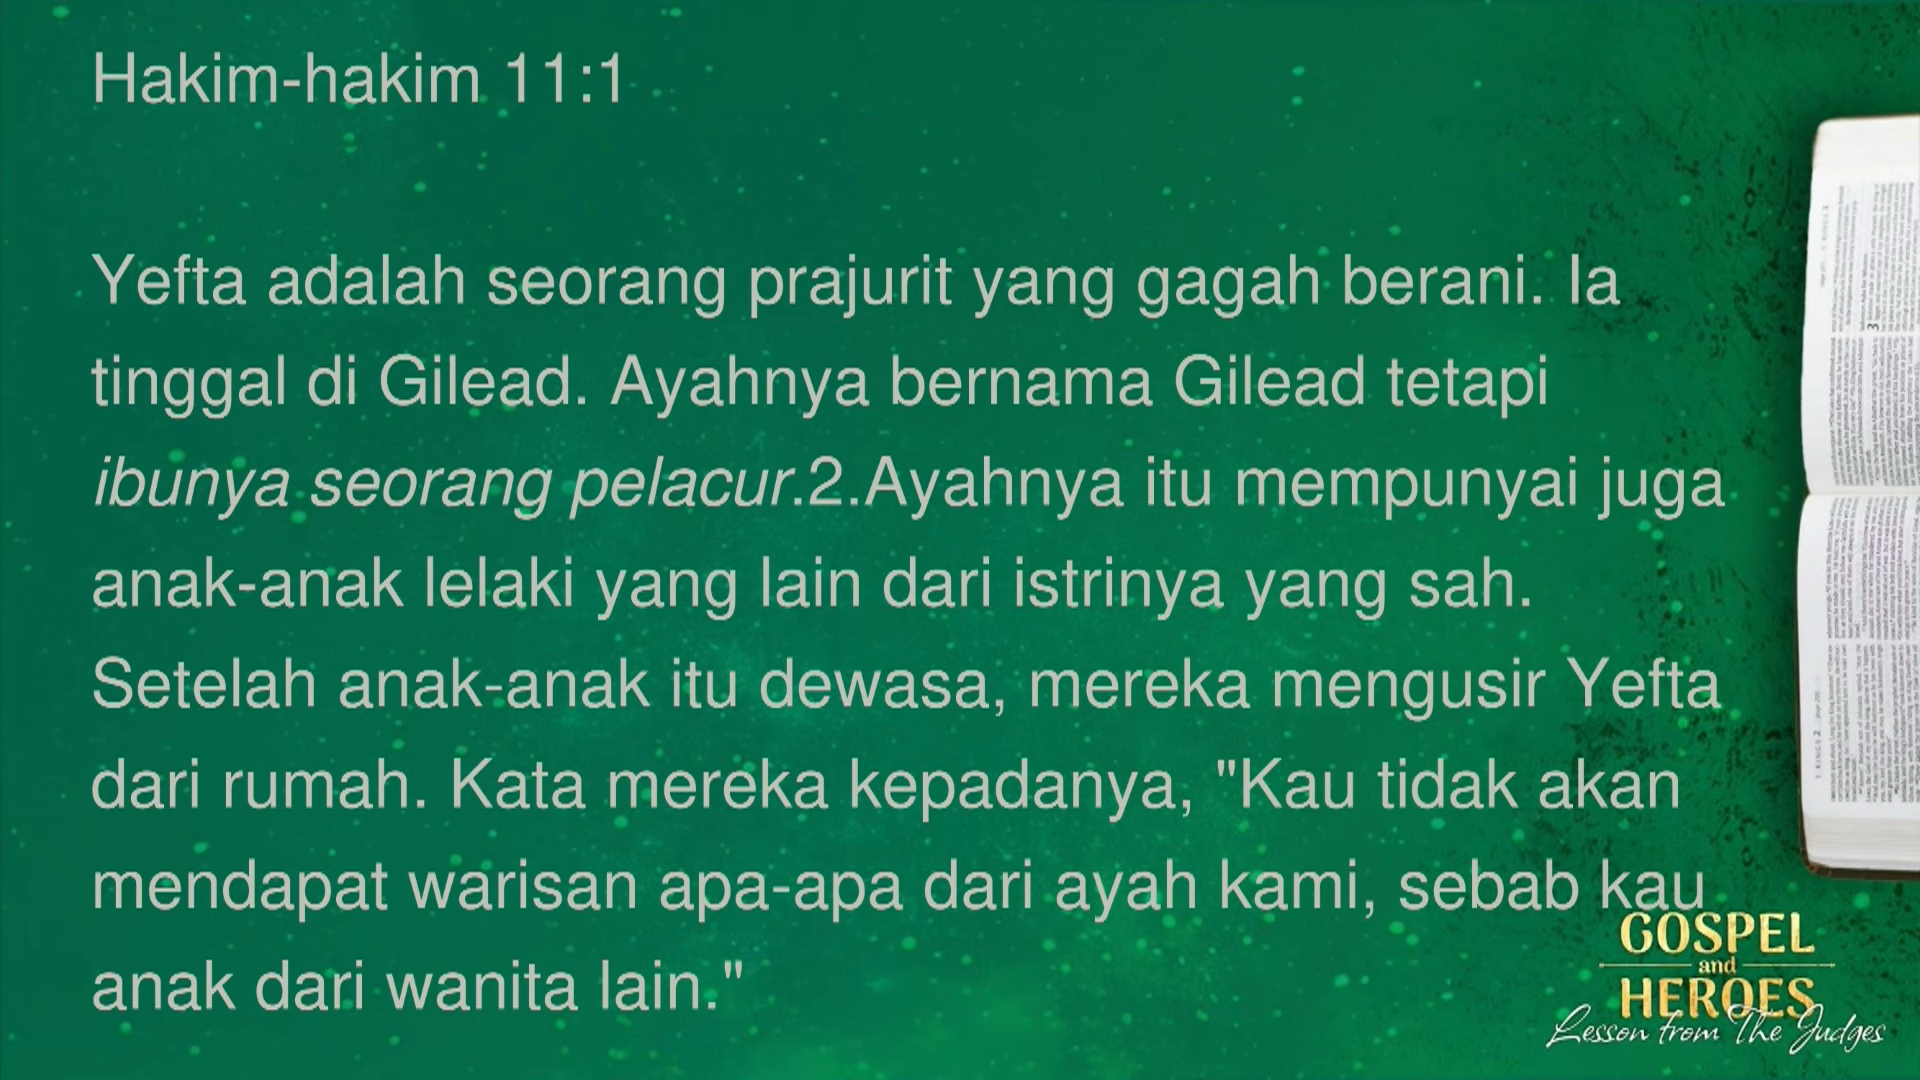 Hakim-hakim 11:1
Yefta adalah seorang prajurit yang gagah berani. Ia
tinggal di Gilead. Ayahnya bernama Gilead tetapi
ibunya seorang pelacur.2.Ayahnya itu mempunyai juga
anak-anak lelaki yang lain dari istrinya yang sah.
Setelah anak-anak itu dewasa, mereka mengusir Yefta
dari rumah. Kata mereka kepadanya, "Kau tidak akan
mendapat warisan apa-apa dari ayah kami, sebab kau
anak dari wanita lain."
GOSPEL
and
HEROES
Lesson from The Judges